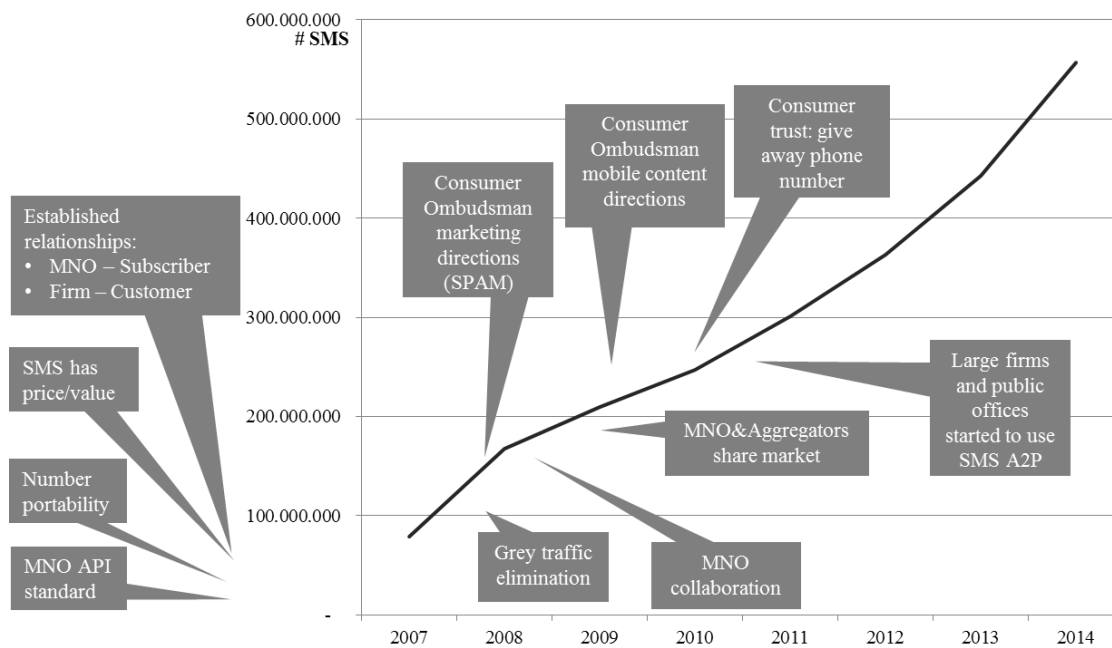 600.000.000
# SMS
500.000.000
400.000.000
300.000.000
200.000.000
100.000.000
-
2007 2008 2009 2010 2011 2012 2013 2014
Established
relationships:
• MNO – Subscriber
• Firm – Customer
SMS has
price/value
Number
portability
MNO API
standard
Consumer
Ombudsman
marketing
directions
(SPAM)
Consumer
Ombudsman
mobile content
directions
Consumer
trust: give
away phone
number
Grey traffic
elimination
MNO
collaboration
MNO&Aggregators
share market
Large firms
and public
offices
started to use
SMS A2P